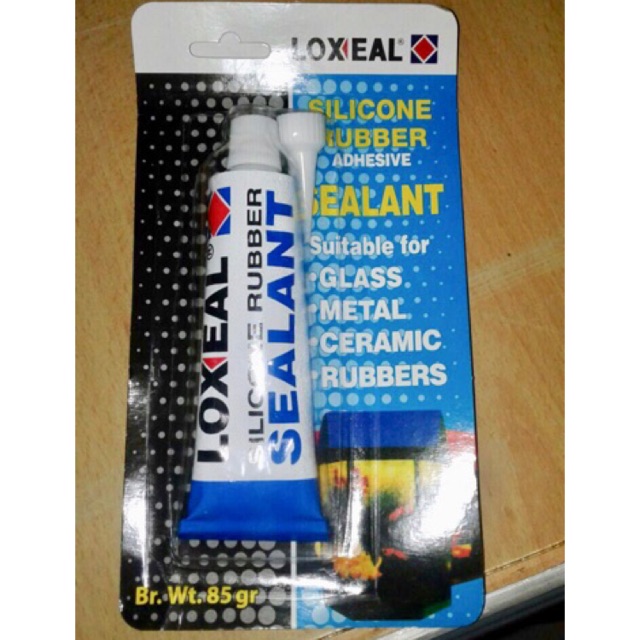 LOXEAL®
SILICONE
RUBBER
ADHESIVE
SEALANT
Suitable for
•GLASS
•METAL
•CERAMIC
•RUBBERS
LOXEAL®
SILICONE RUBBER
SEALANT
Br. Wt. 85 gr